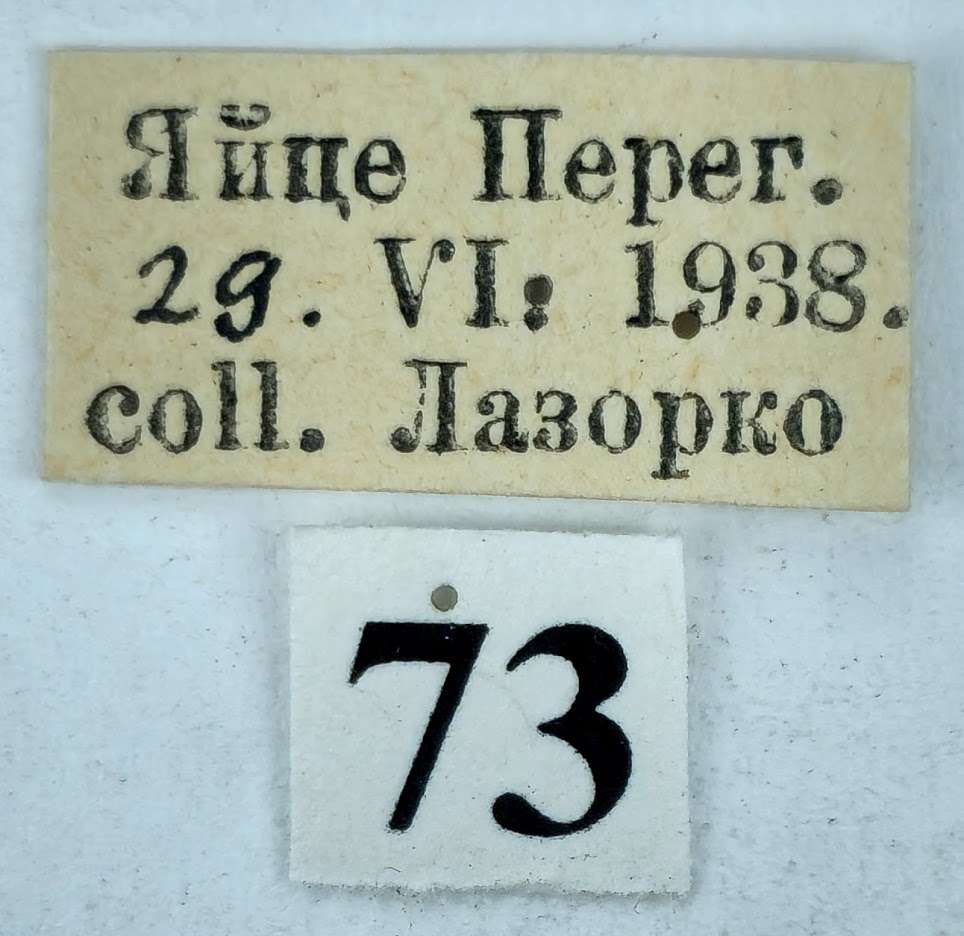 Яйце Перег.
29. VI. 1938.
coll. Лазорко
73